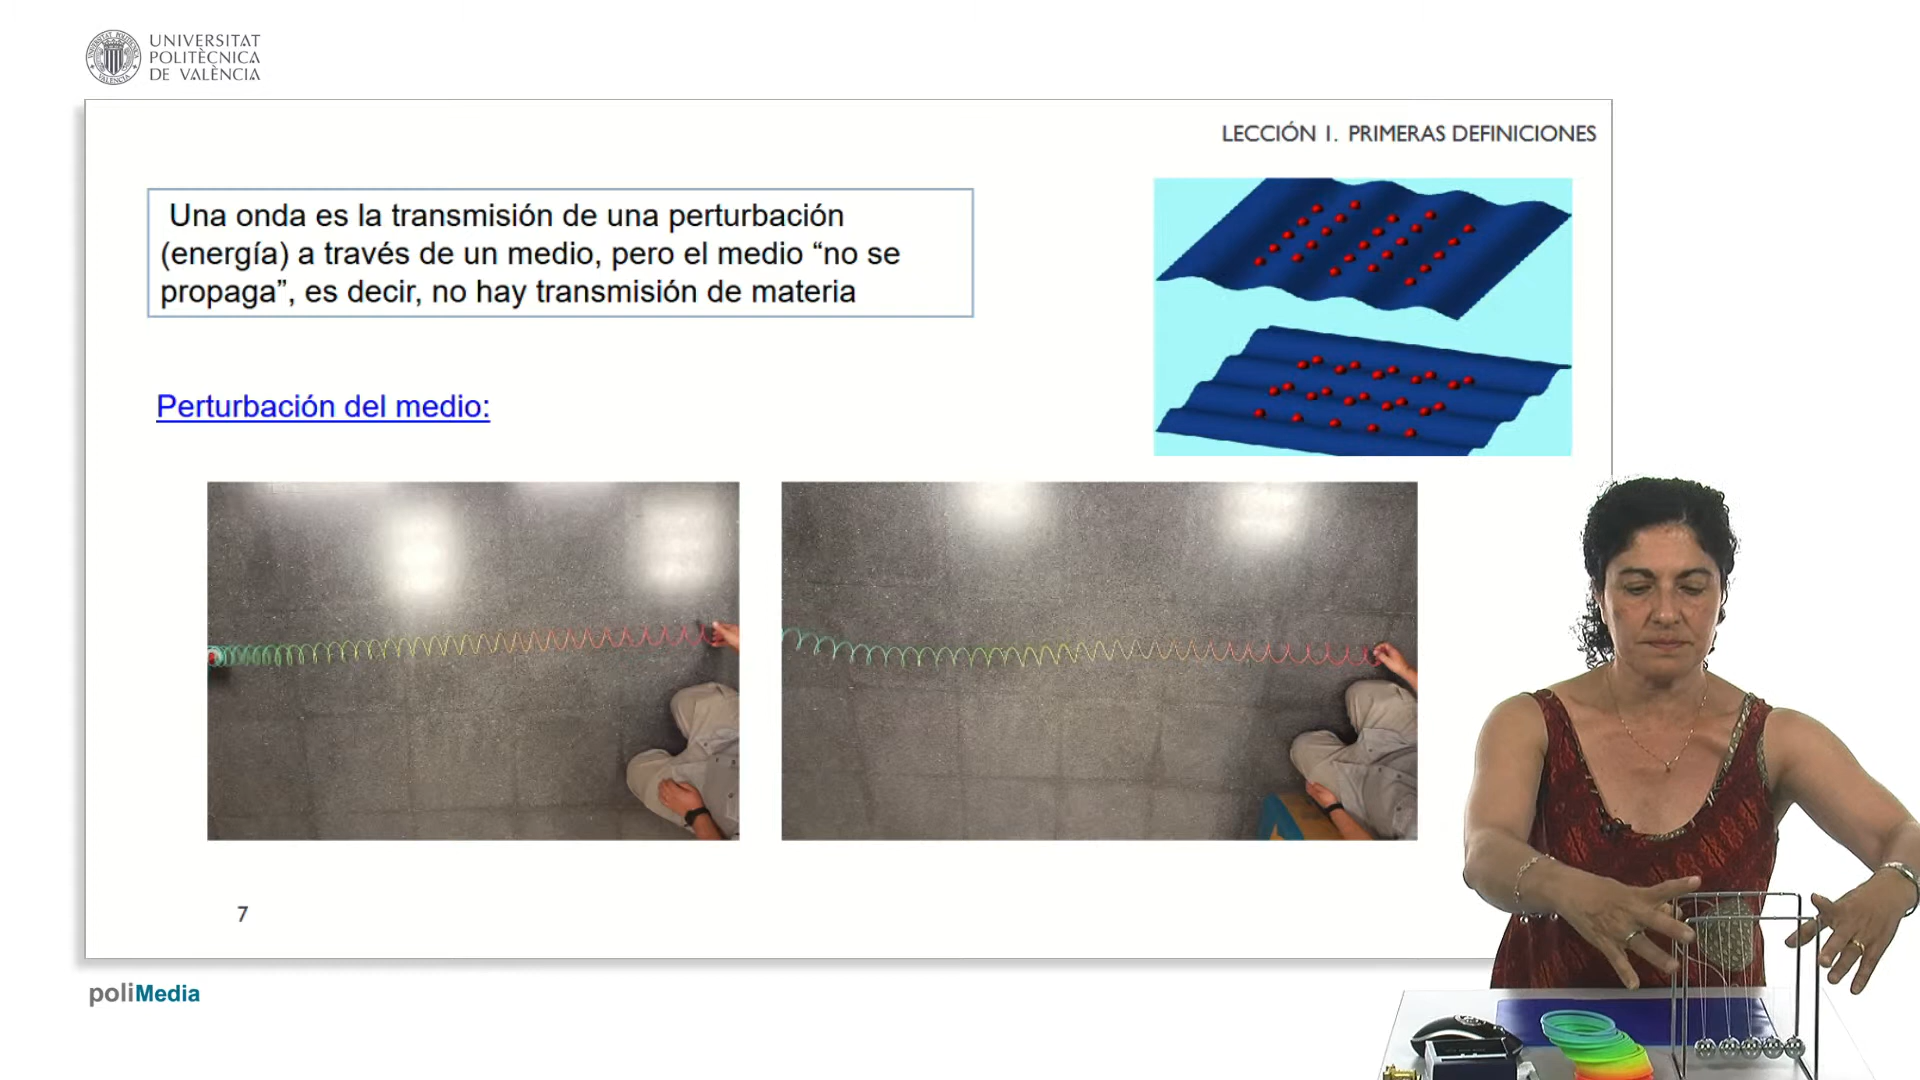 UNIVERSITAT
POLITÈCNICA
DE VALÈNCIA
LECCIÓN 1. PRIMERAS DEFINICIONES
Una onda es la transmisión de una perturbación
(energía) a través de un medio, pero el medio “no se
propaga”, es decir, no hay transmisión de materia
Perturbación del medio:
7
poliMedia